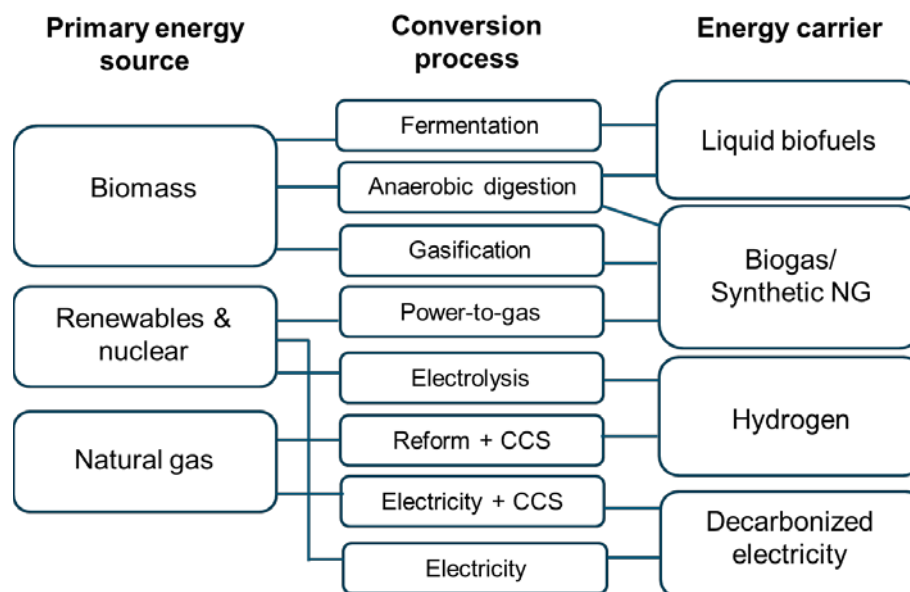 Primary energy
source
Conversion
process
Energy carrier
Biomass
Renewables &
nuclear
Natural gas
Fermentation
Anaerobic digestion
Gasification
Power-to-gas
Electrolysis
Reform + CCS
Electricity + CCS
Electricity
Liquid biofuels
Biogas/
Synthetic NG
Hydrogen
Decarbonized
electricity